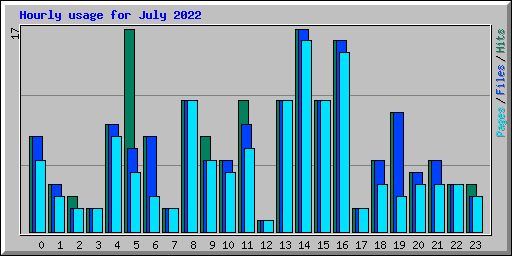 Hourly usage for July 2022
17
Pages / Files / Hits
0 1 2 3 4 5 6 7 8 9 10 11 12 13 14 15 16 17 18 19 20 21 22 23